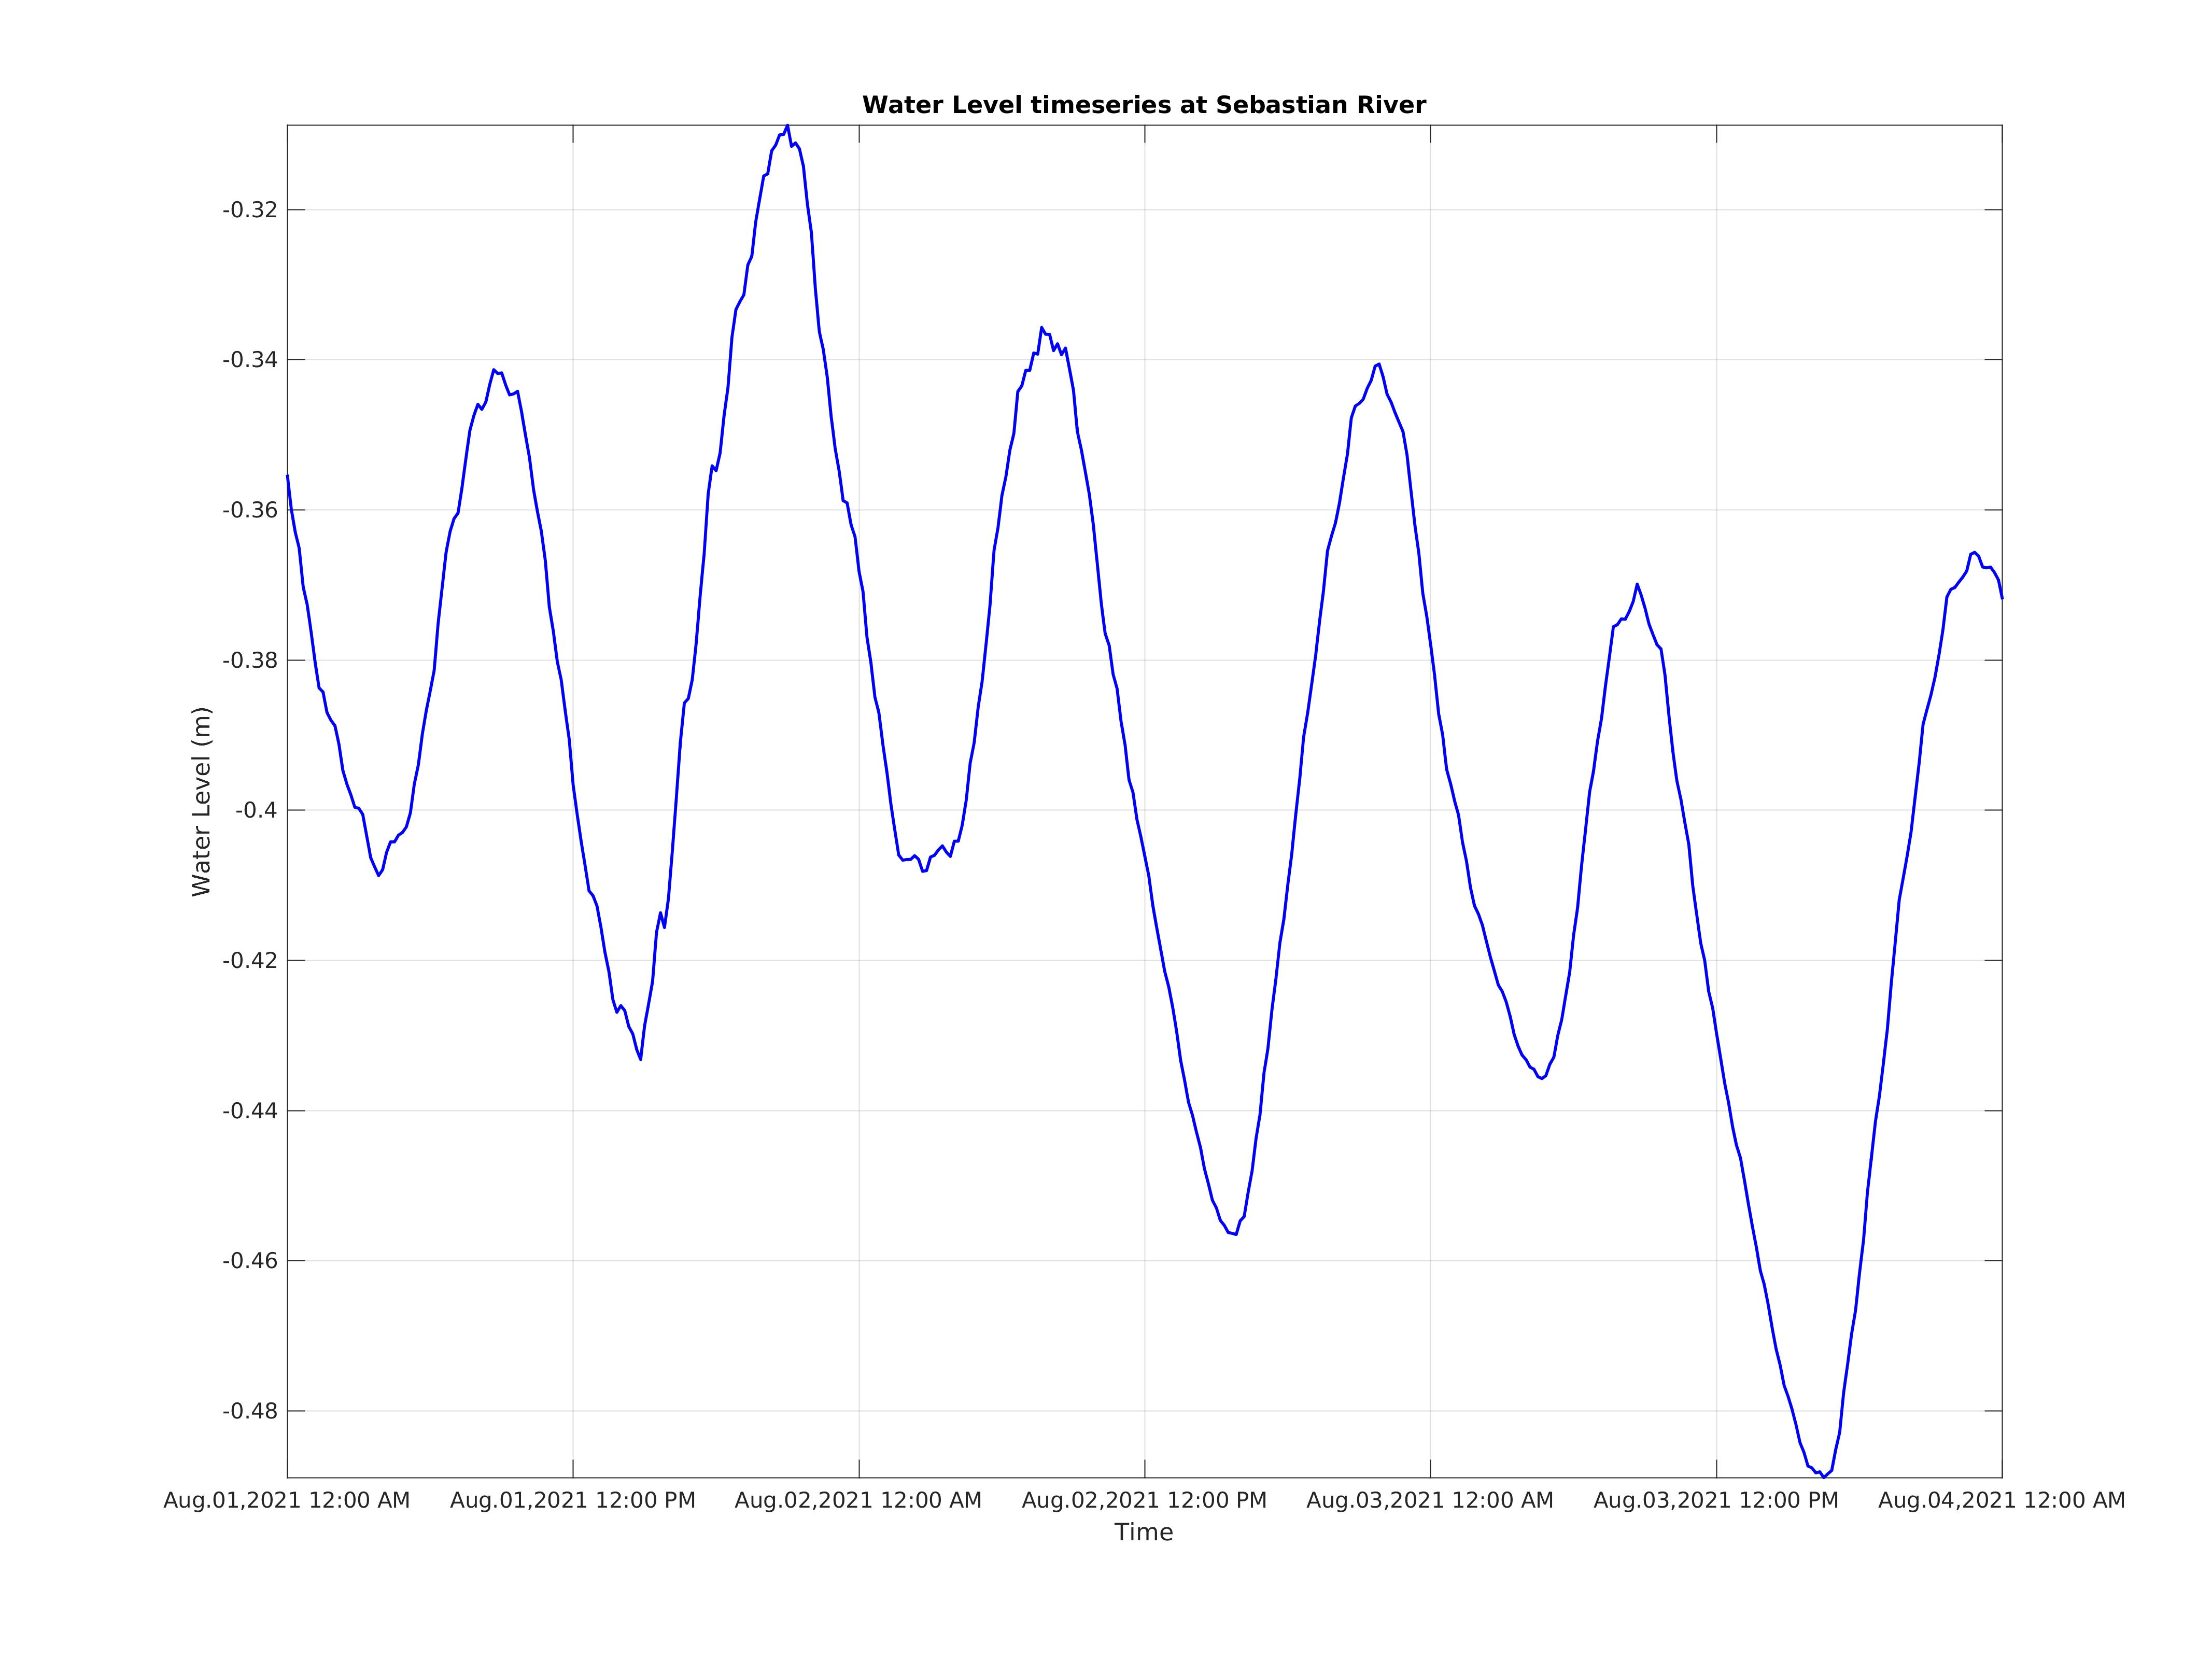 Water Level timeseries at Sebastian River
-0.32
-0.34
-0.36
-0.38
-0.4
-0.42
-0.44
-0.46
-0.48
Water Level (m)
Aug.01,2021 12:00 AM
Aug.01,2021 12:00 PM
Aug.02,2021 12:00 AM
Aug.02,2021 12:00 PM
Aug.03,2021 12:00 AM
Aug.03,2021 12:00 PM
Aug.04,2021 12:00 AM
Time